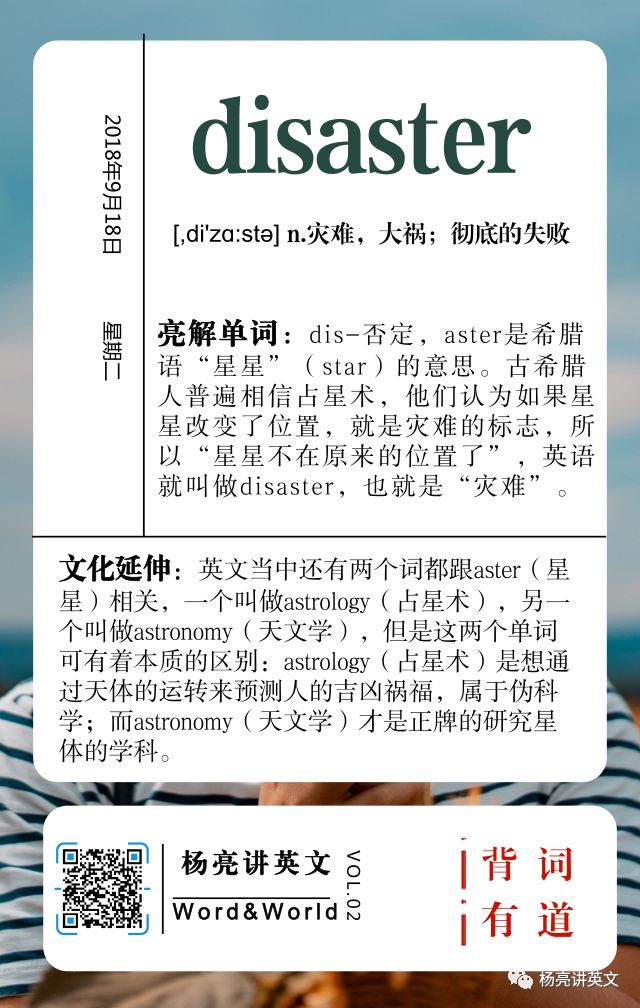 disaster
2018年9月18日
星期二
[,di'zɑ:stə] n.灾难，大祸；彻底的失败
亮解单词：dis-否定，aster是希腊
语“星星”（star）的意思。古希腊
人普遍相信占星术，他们认为如果星
星改变了位置，就是灾难的标志，所
以“星星不在原来的位置了”，英语
就叫做disaster，也就是“灾难”。
文化延伸：英文当中还有两个词都跟aster（星
星）相关，一个叫做astrology（占星术），另一
个叫做astronomy（天文学），但是这两个单词
可有着本质的区别：astrology（占星术）是想通
过天体的运转来预测人的吉凶祸福，属于伪科
学；而astronomy（天文学）才是正牌的研究星
体的学科。
杨亮讲英文
Word&World
VOL.02
背词
有道
杨亮讲英文